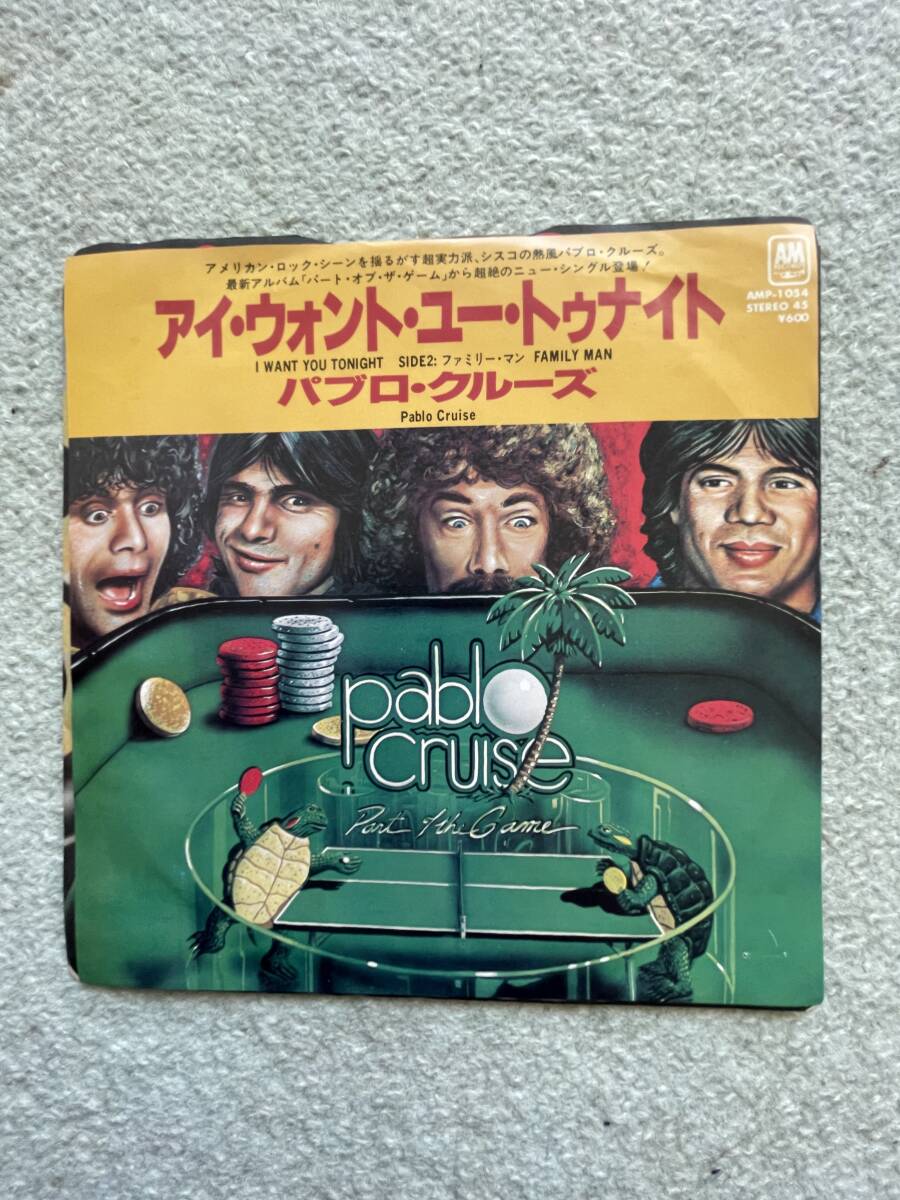 アメリカン・ロック・シーンを揺るがす超実力派、シスコの熱風パブロ・クルーズ。
最新アルバム「パート・オブ・ザ・ゲーム」から超絶のニュー・シングル登場!
アイ・ウォント・ユー・トゥナイト
I WANT YOU TONIGHT SIDE2: ファミリー・マン FAMILY MAN
パブロ・クルーズ
Pablo Cruise
AM
AMP-1054
STEREO 45
¥600
pablo
cruise
Part of the Game